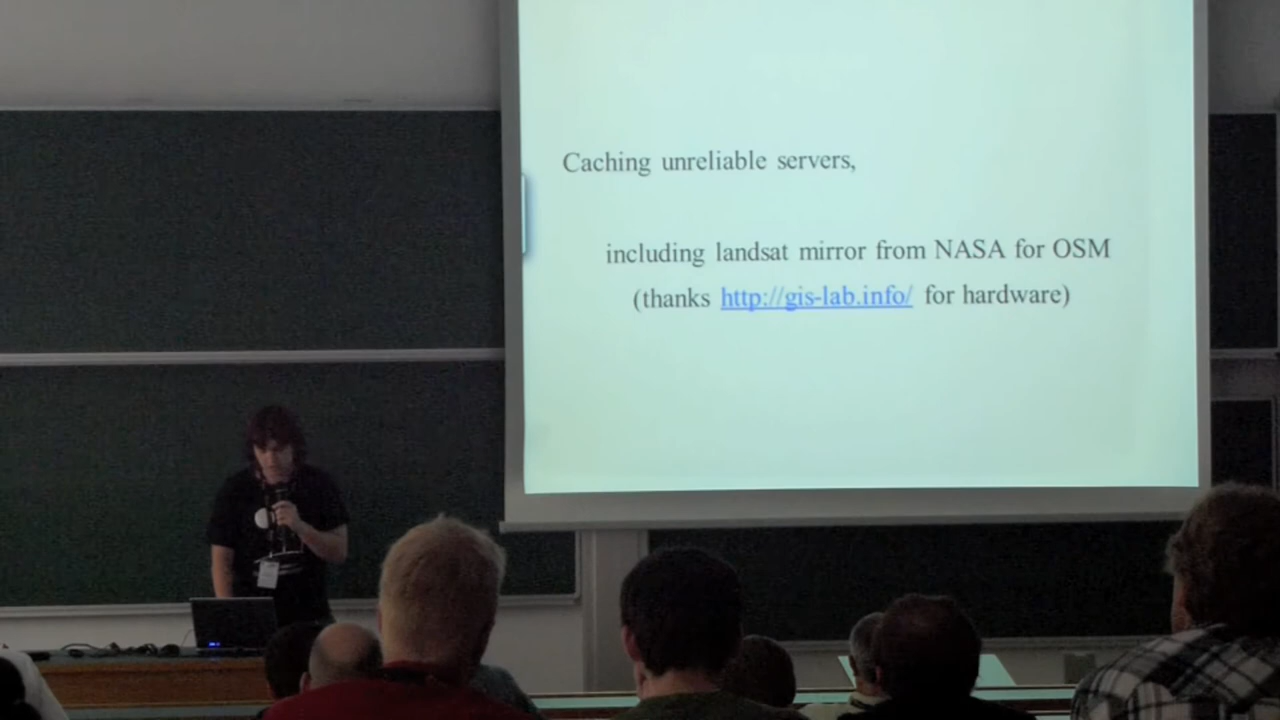 Caching unreliable servers,
including landsat mirror from NASA for OSM
(thanks http://gis-lab.info/ for hardware)